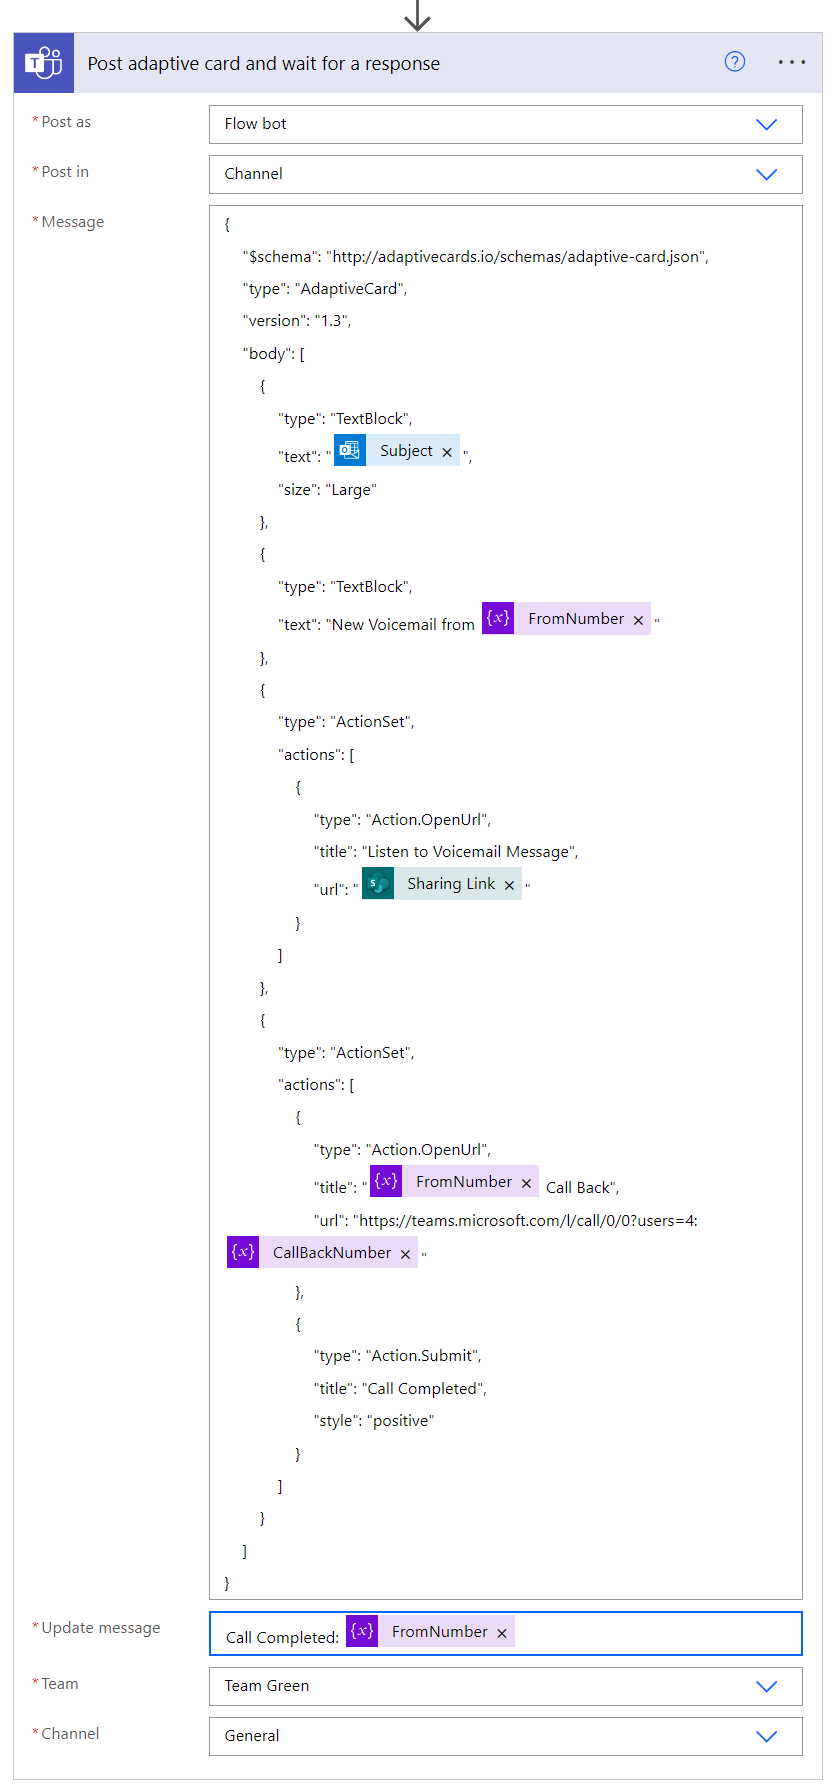 Post adaptive card and wait for a response
* Post as
Flow bot
* Post in
Channel
* Message
{
"$schema": "http://adaptivecards.io/schemas/adaptive-card.json",
"type": "AdaptiveCard",
"version": "1.3",
"body": [
{
"type": "TextBlock",
"text": " Subject × ",
"size": "Large"
},
{
"type": "TextBlock",
"text": "New Voicemail from {x} FromNumber × "
},
{
"type": "ActionSet",
"actions": [
{
"type": "Action.OpenUrl",
"title": "Listen to Voicemail Message",
"url": " Sharing Link × "
}
]
},
{
"type": "ActionSet",
"actions": [
{
"type": "Action.OpenUrl",
"title": " {x} FromNumber × Call Back",
"url": "https://teams.microsoft.com/l/call/0/0?users=4:
{x} CallBackNumber × "
},
{
"type": "Action.Submit",
"title": "Call Completed",
"style": "positive"
}
]
}
]
}
* Update message
Call Completed: {x} FromNumber ×
* Team
Team Green
* Channel
General